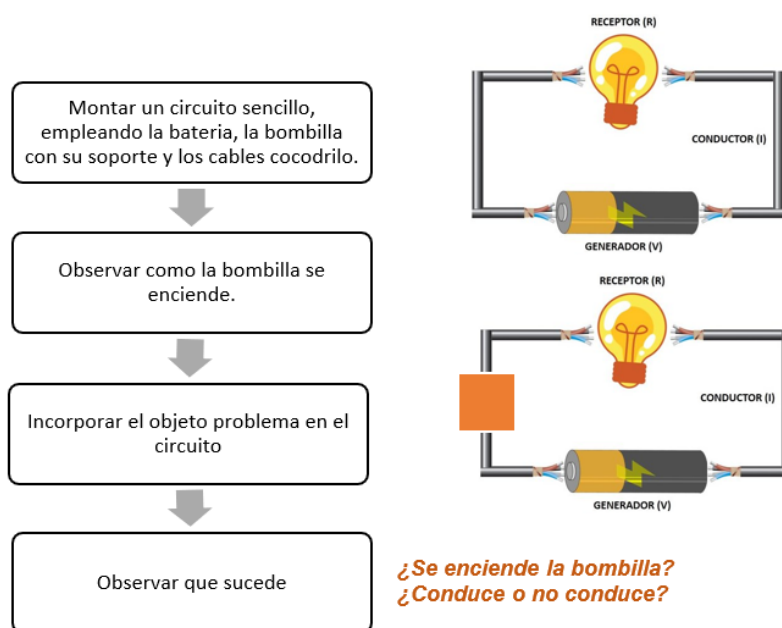 Montar un circuito sencillo,
empleando la bateria, la bombilla
con su soporte y los cables cocodrilo.
Observar como la bombilla se
enciende.
Incorporar el objeto problema en el
circuito
Observar que sucede
RECEPTOR (R)
CONDUCTOR (I)
GENERADOR (V)
RECEPTOR (R)
CONDUCTOR (I)
GENERADOR (V)
¿Se enciende la bombilla?
¿Conduce o no conduce?